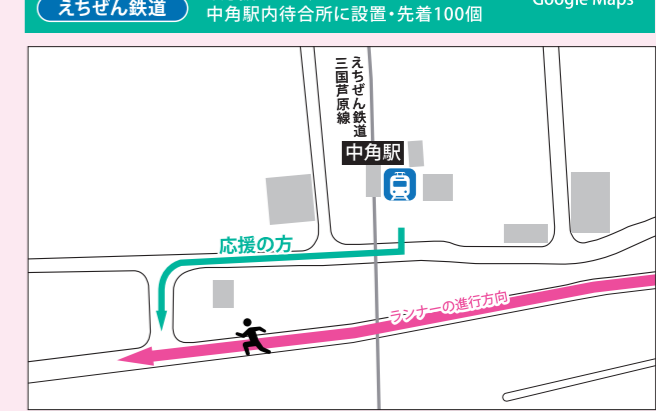 えちぜん鉄道
中角駅内待合所に設置・先着100個
Google Maps
えちぜん鉄道
三国芦原線
中角駅
応援の方
ランナーの進行方向